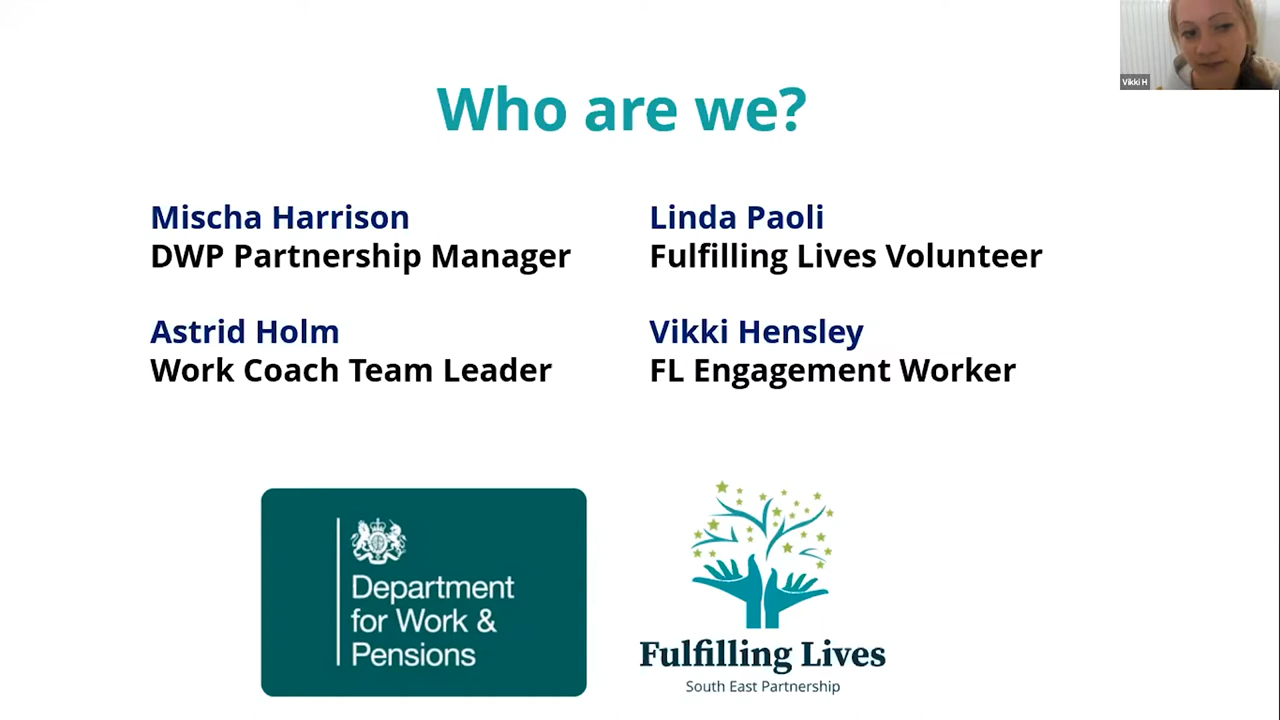 Vikki H
Who are we?
Mischa Harrison
DWP Partnership Manager
Linda Paoli
Fulfilling Lives Volunteer
Astrid Holm
Work Coach Team Leader
Vikki Hensley
FL Engagement Worker
Department
for Work &
Pensions
Fulfilling Lives
South East Partnership